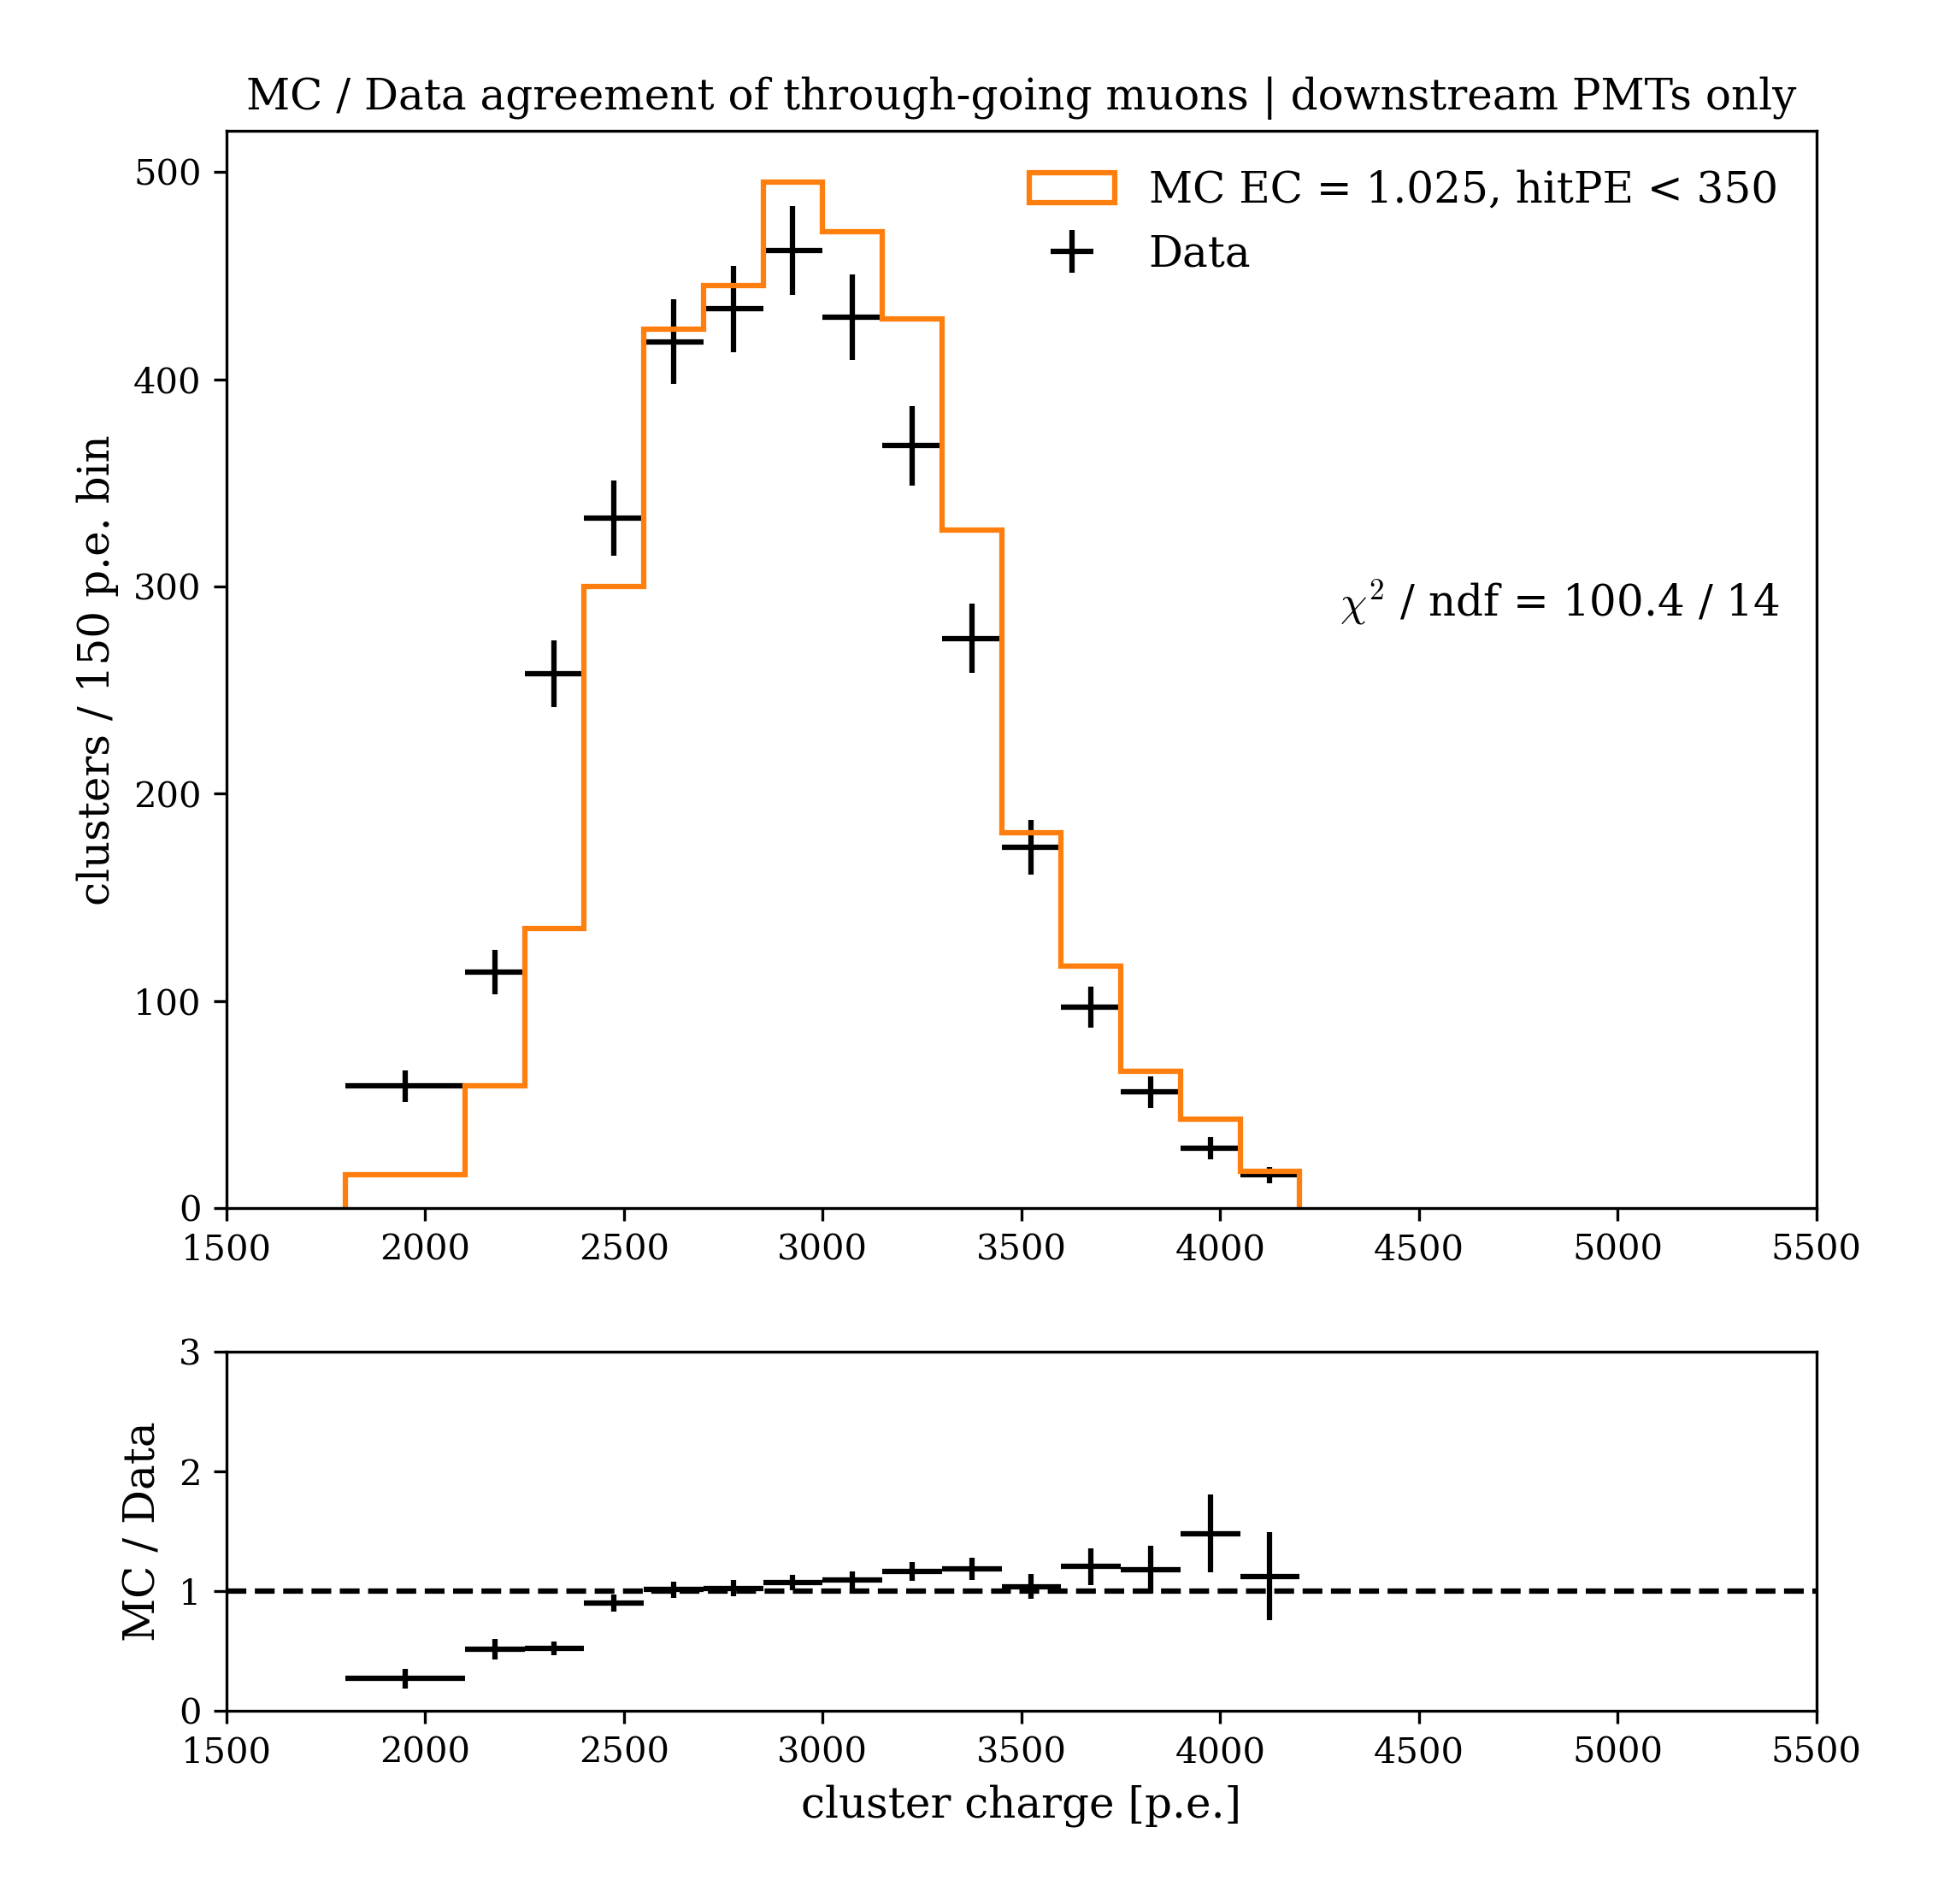 MC / Data agreement of through-going muons | downstream PMTs only
MC EC = 1.025, hitPE < 350
Data
χ² / ndf = 100.4 / 14
clusters / 150 p.e. bin
500
400
300
200
100
0
1500 2000 2500 3000 3500 4000 4500 5000 5500
MC / Data
3
2
1
0
1500 2000 2500 3000 3500 4000 4500 5000 5500
cluster charge [p.e.]